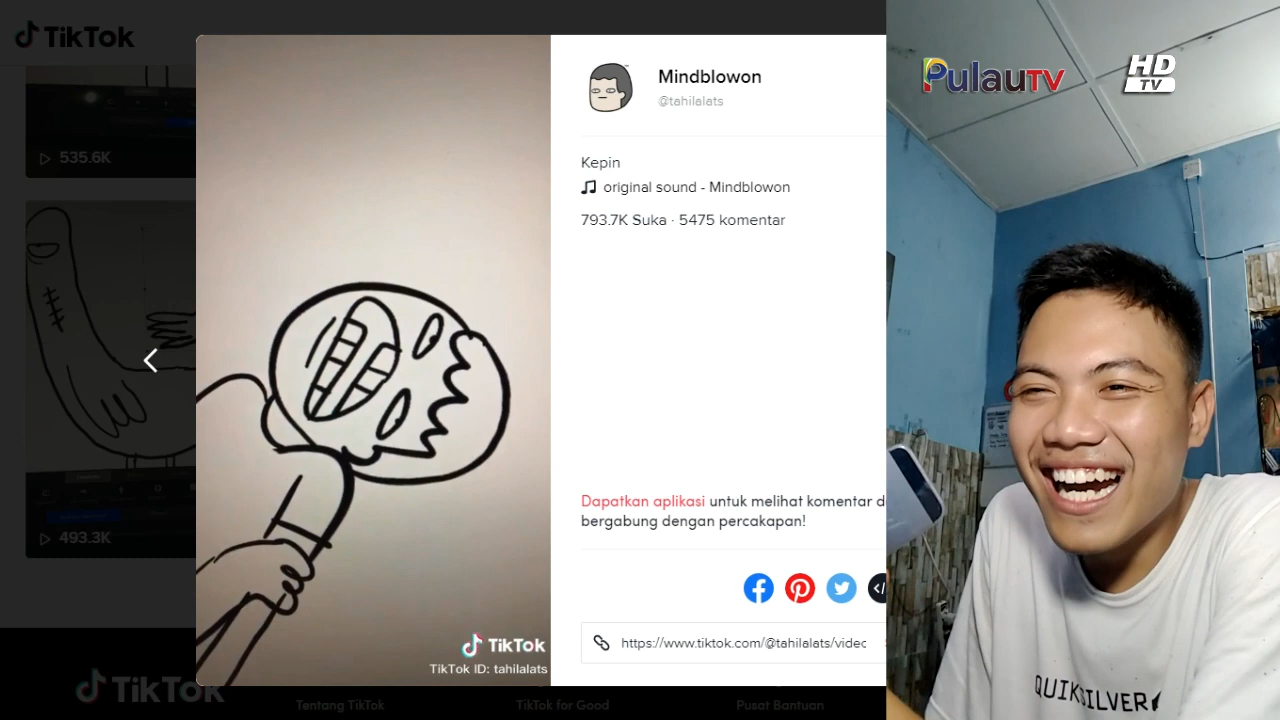 TikTok
535.6K
493.3K
TikTok
TikTok ID: tahilalats
Mindblowon
@tahilalats
Kepin
original sound - Mindblowon
793.7K Suka · 5475 komentar
Dapatkan aplikasi untuk melihat komentar d
bergabung dengan percakapan!
https://www.tiktok.com/@tahilalats/videc
TikTok
Tentang TikTok
TikTok for Good
Pusat Bantuan
PulauTV
HD
TV
QUIKSILVER